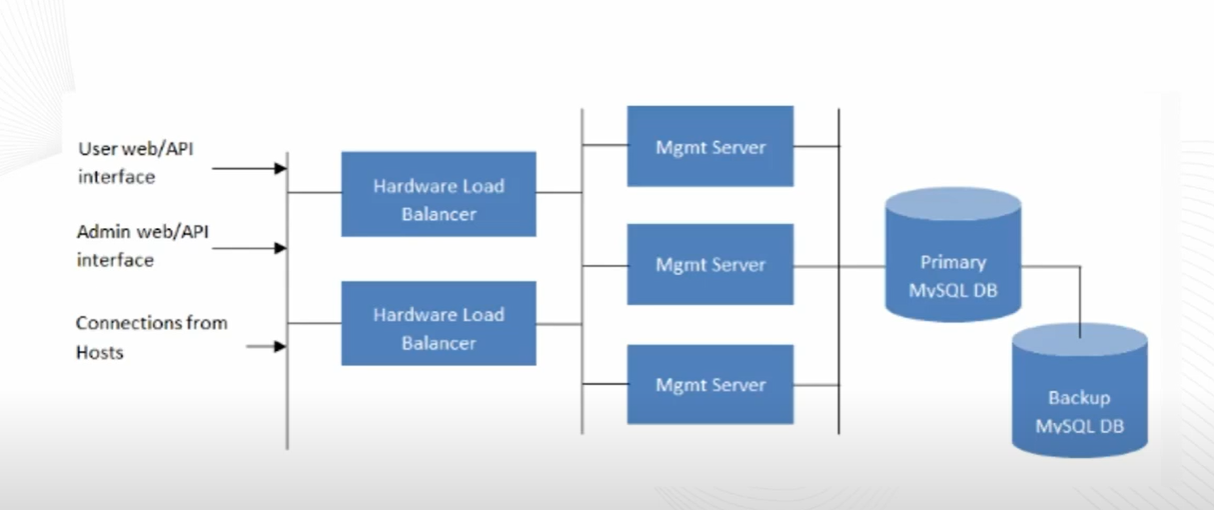 User web/API
interface
Admin web/API
interface
Connections from
Hosts
Hardware Load
Balancer
Hardware Load
Balancer
Mgmt Server
Mgmt Server
Mgmt Server
Primary
MySQL DB
Backup
MySQL DB